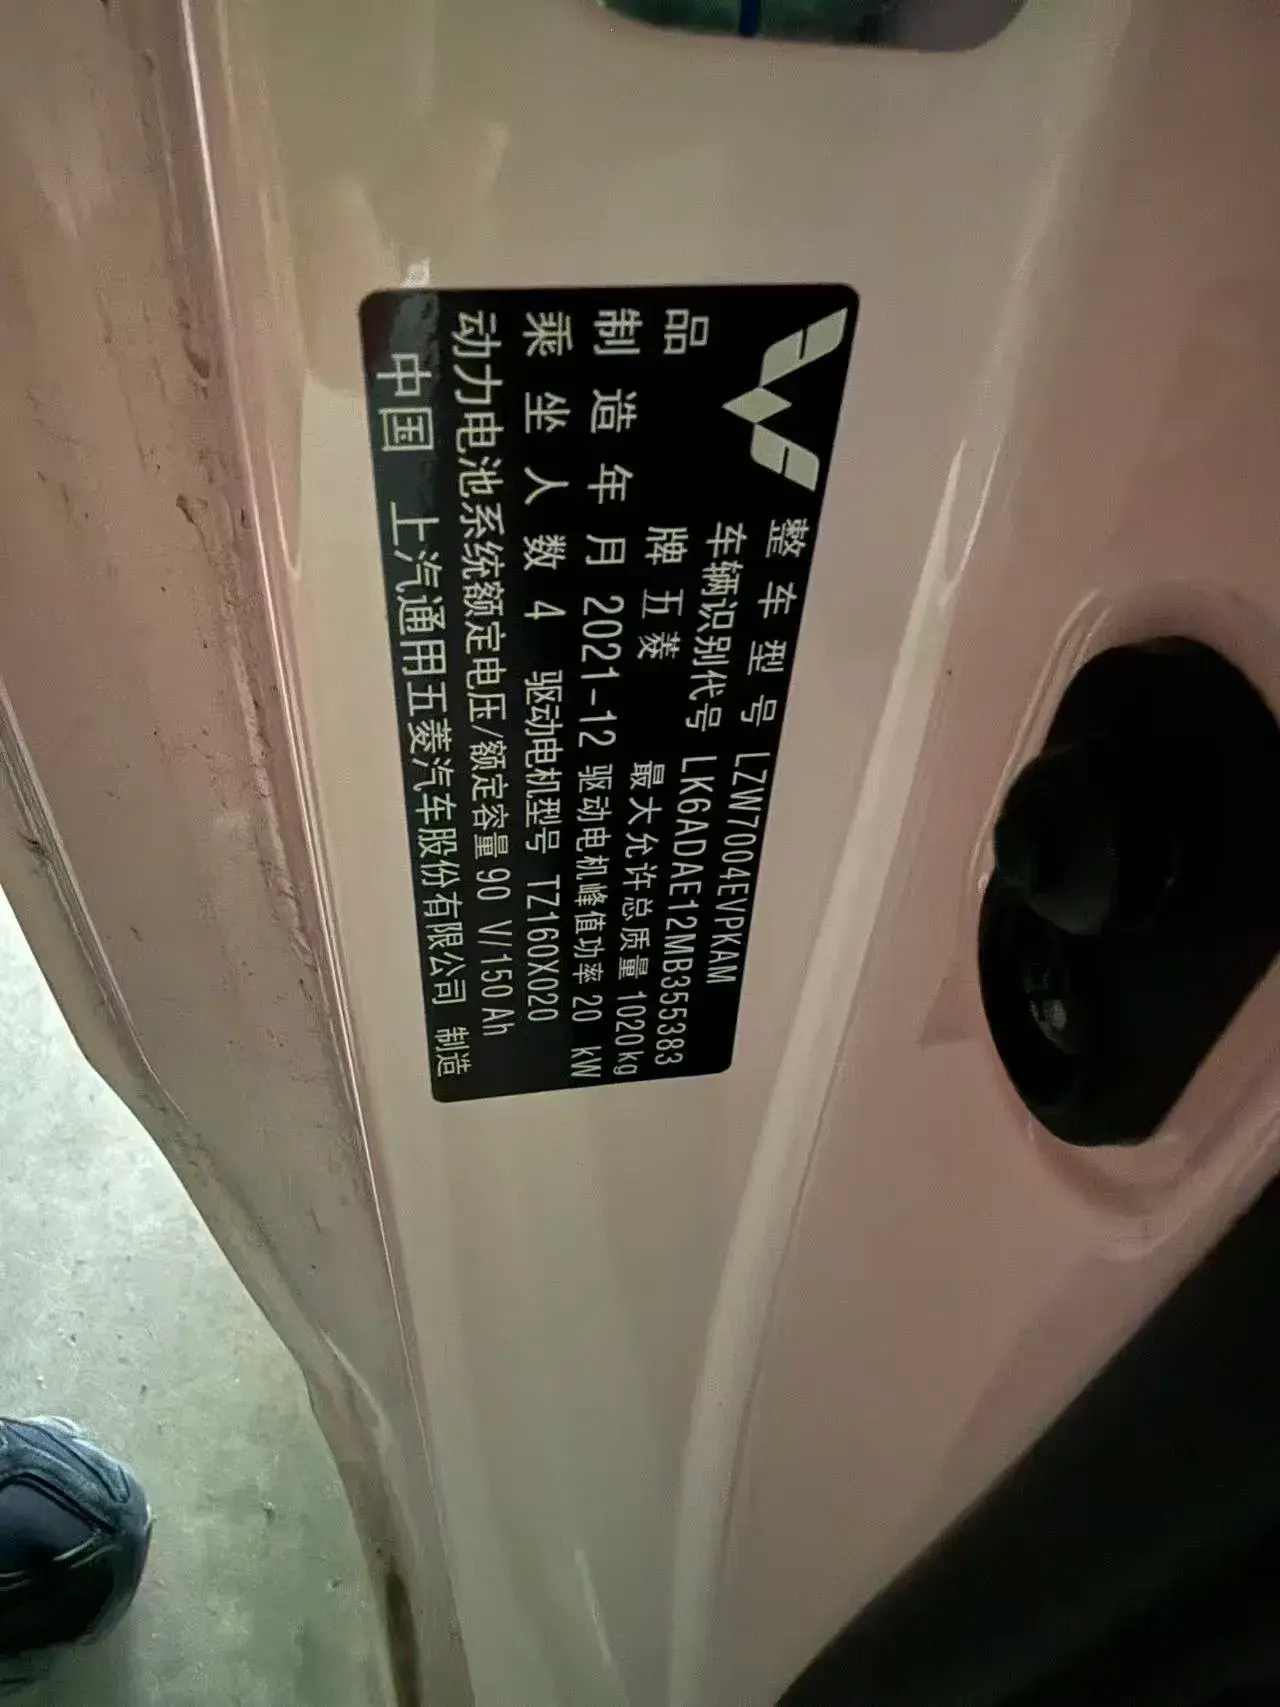 整车型号 LZW7004EVPKAM
车辆识别代号 LK6ADAE12MB355383
品牌 五菱 最大允许总质量 1020kg
制造年月 2021-12 驱动电机峰值功率 20 kW
乘坐人数 4 驱动电机型号 TZ160X020
动力电池系统额定电压/额定容量 90 V/150 Ah
中国 上汽通用五菱汽车股份有限公司 制造